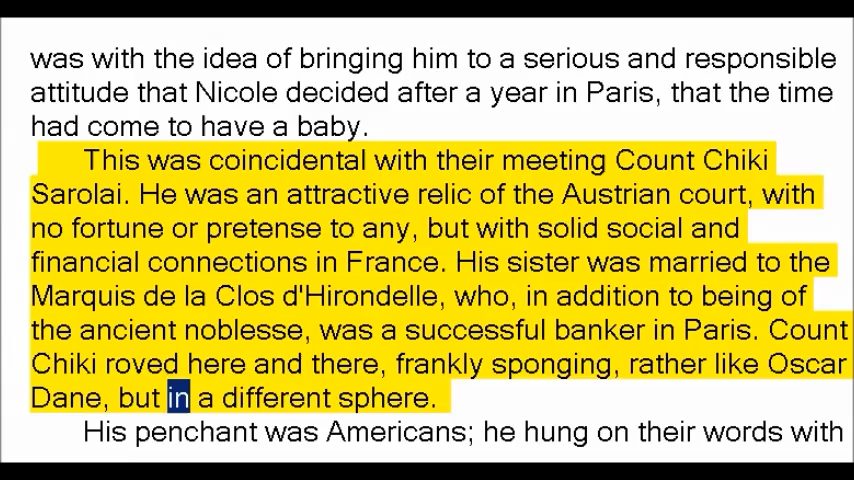 was with the idea of bringing him to a serious and responsible
attitude that Nicole decided after a year in Paris, that the time
had come to have a baby.
This was coincidental with their meeting Count Chiki
Sarolai. He was an attractive relic of the Austrian court, with
no fortune or pretense to any, but with solid social and
financial connections in France. His sister was married to the
Marquis de la Clos d'Hirondelle, who, in addition to being of
the ancient noblesse, was a successful banker in Paris. Count
Chiki roved here and there, frankly sponging, rather like Oscar
Dane, but in a different sphere.
His penchant was Americans; he hung on their words with